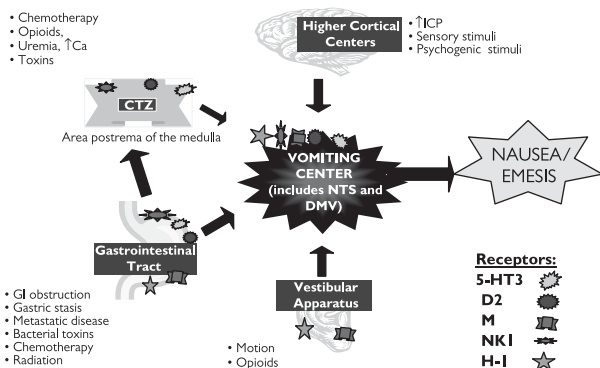 • Chemotherapy
• Opioids,
• Uremia, ↑Ca
• Toxins
Higher Cortical
Centers
• ↑ICP
• Sensory stimuli
• Psychogenic stimuli
CTZ
Area postrema of the medulla
VOMITING
CENTER
(includes NTS and
DMV)
NAUSEA/
EMESIS
Gastrointestinal
Tract
• GI obstruction
• Gastric stasis
• Metastatic disease
• Bacterial toxins
• Chemotherapy
• Radiation
Vestibular
Apparatus
• Motion
• Opioids
Receptors:
5-HT3
D2
M
NK1
H-1